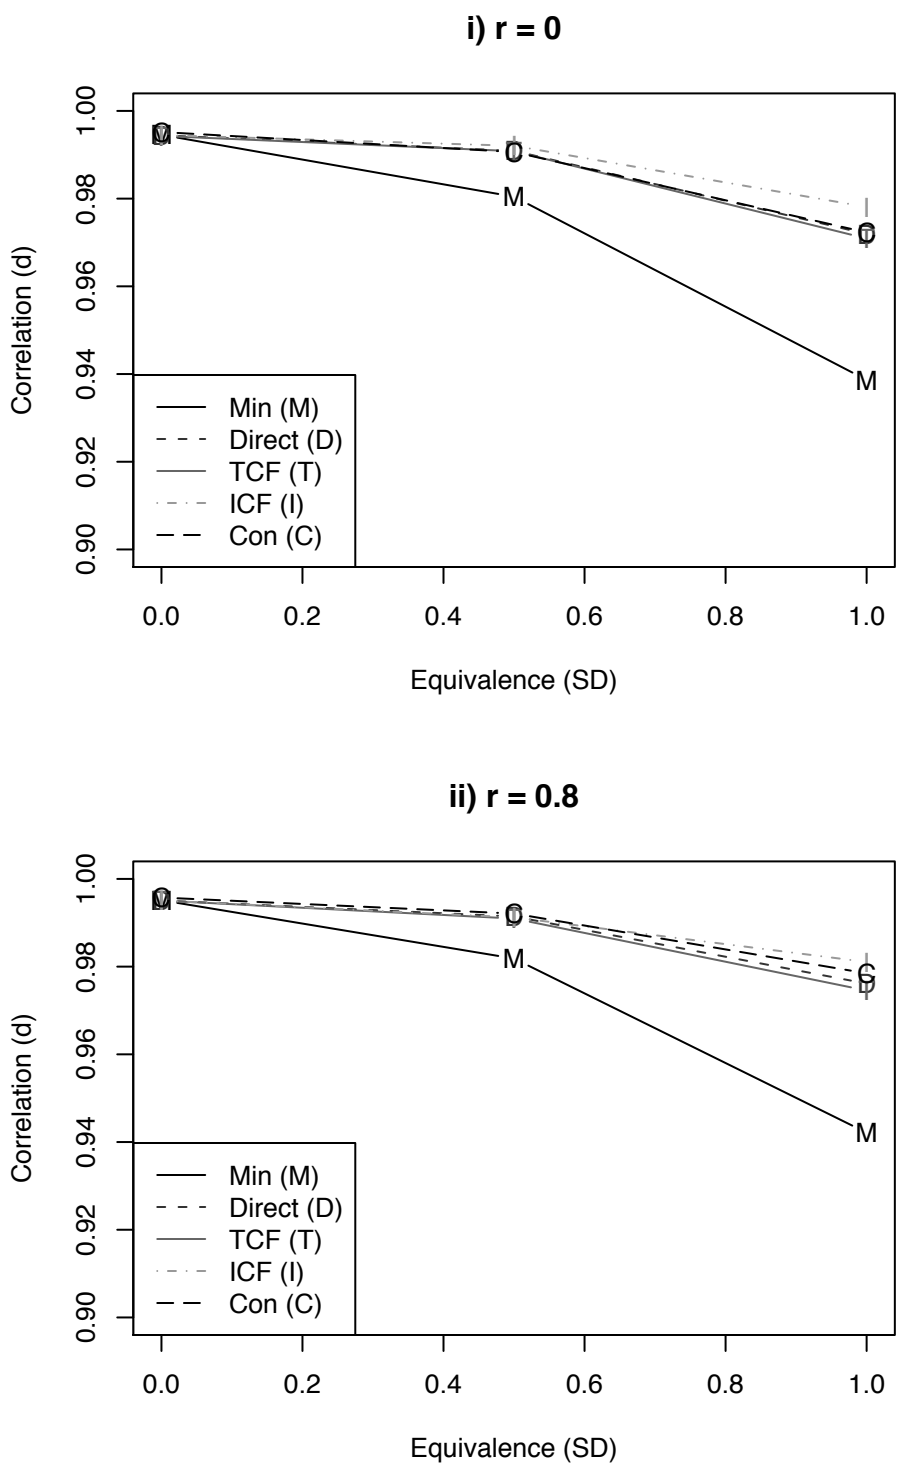 i) r = 0
Correlation (d)
1.00
0.98
0.96
0.94
0.92
0.90
M
M
I
C
Min (M)
Direct (D)
TCF (T)
ICF (I)
Con (C)
0.0 0.2 0.4 0.6 0.8 1.0
Equivalence (SD)
ii) r = 0.8
Correlation (d)
1.00
0.98
0.96
0.94
0.92
0.90
C
M
C
D
M
Min (M)
Direct (D)
TCF (T)
ICF (I)
Con (C)
0.0 0.2 0.4 0.6 0.8 1.0
Equivalence (SD)